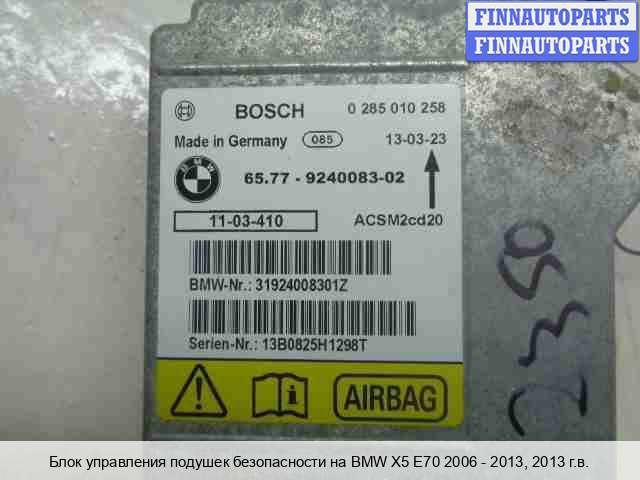 FINNAUTOPARTS
FINNAUTOPARTS
BOSCH 0 285 010 258
Made in Germany 085 13-03-23
BMW 65.77 - 9240083-02
11-03-410 ACSM2cd20
BMW-Nr.: 31924008301Z
Serien-Nr.: 13B0825H1298T
AIRBAG
2350
Блок управления подушек безопасности на BMW X5 E70 2006 - 2013, 2013 г.в.